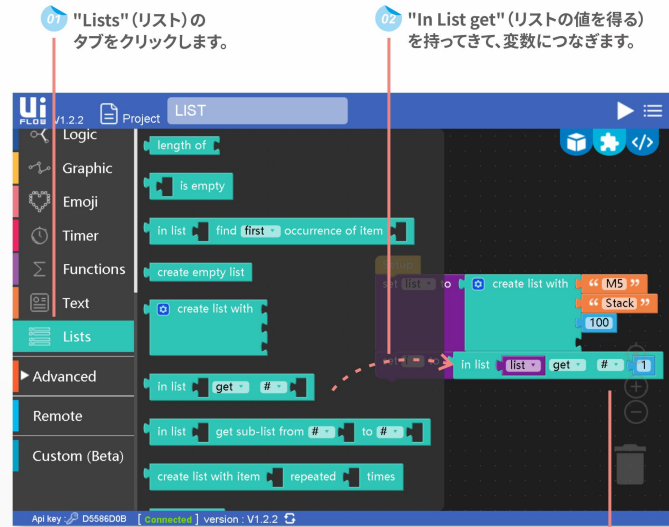 01 "Lists"(リスト)の
タブをクリックします。
02 "In List get"(リストの値を得る)
を持ってきて、変数につなぎます。
Ui
FLOW V1.2.2 Project LIST
Logic
Graphic
Emoji
Timer
Functions
Text
Lists
Advanced
Remote
Custom (Beta)
length of
is empty
in list find first occurrence of item
create empty list
create list with
in list get #
in list get sub-list from # to #
create list with item repeated times
Setup
set list to create list with “ M5 ”
“ Stack ”
100
set to in list list get # 1
Api key : D5586D0B [ Connected ] version : V1.2.2